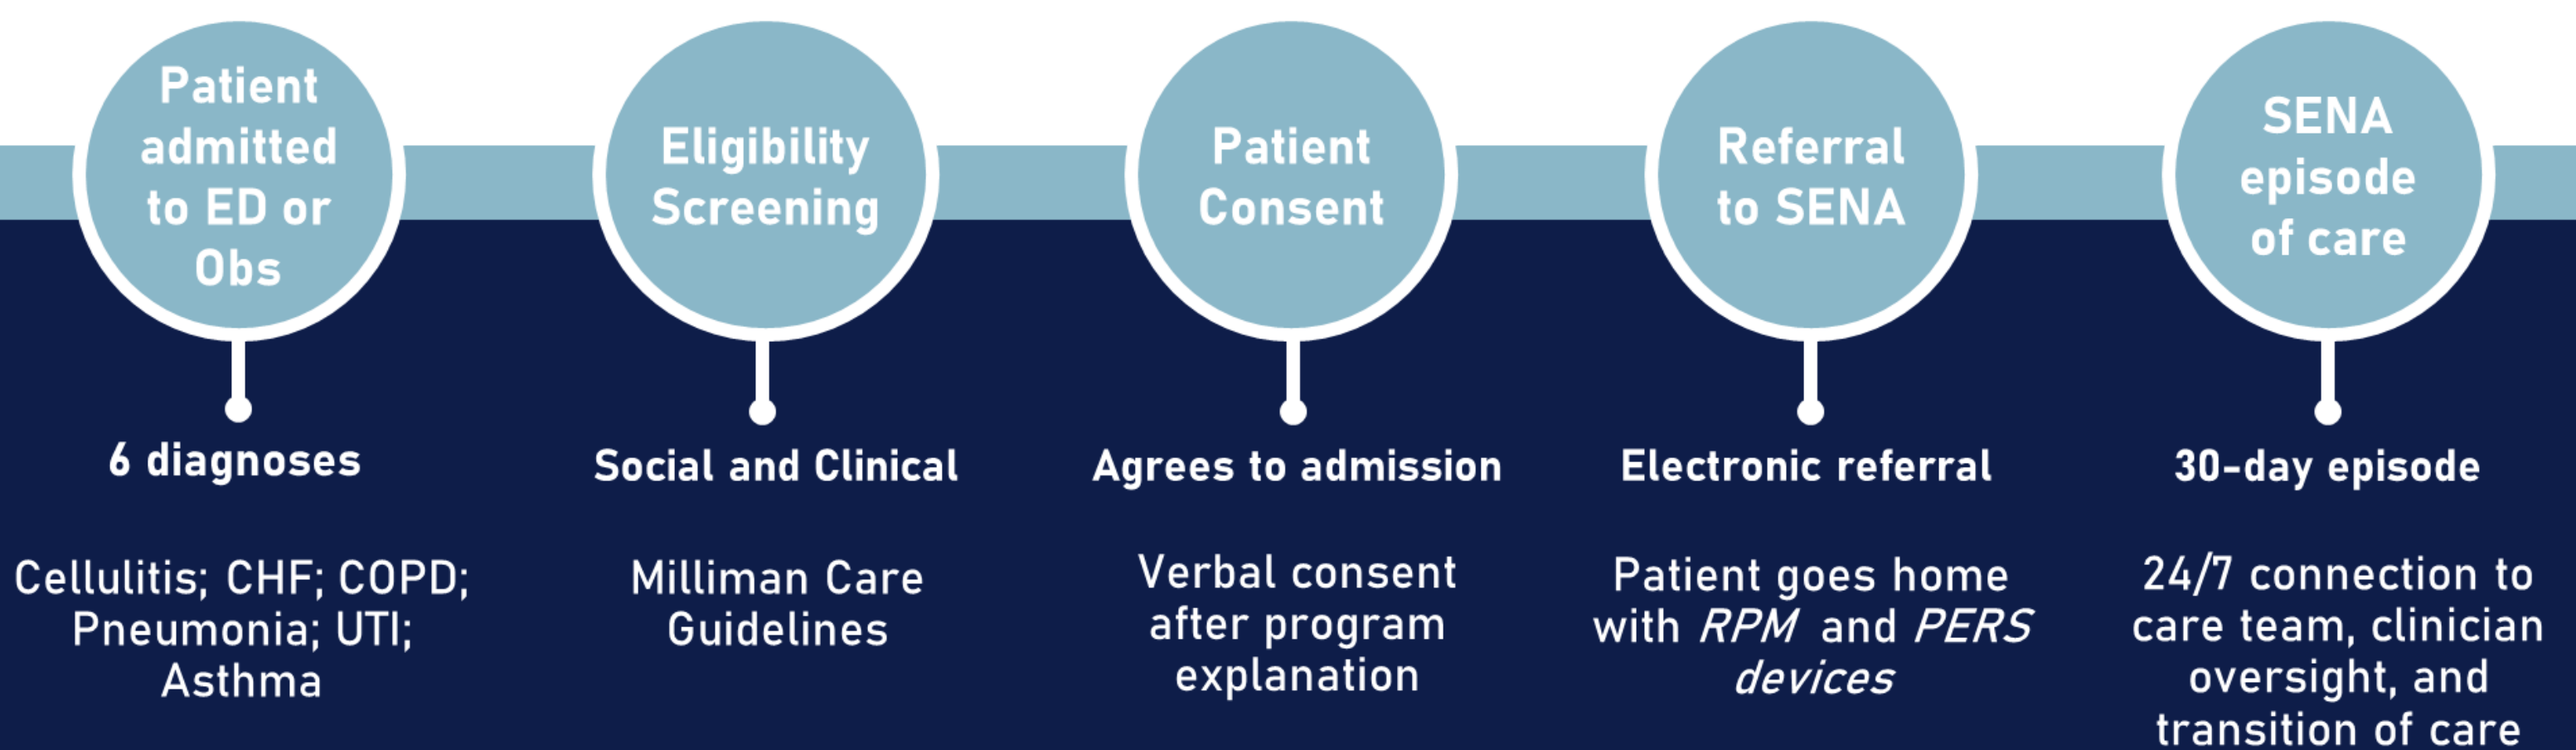 Patient
admitted
to ED or
Obs
6 diagnoses
Cellulitis; CHF; COPD;
Pneumonia; UTI;
Asthma
Eligibility
Screening
Social and Clinical
Milliman Care
Guidelines
Patient
Consent
Agrees to admission
Verbal consent
after program
explanation
Referral
to SENA
Electronic referral
Patient goes home
with RPM and PERS
devices
SENA
episode
of care
30-day episode
24/7 connection to
care team, clinician
oversight, and
transition of care